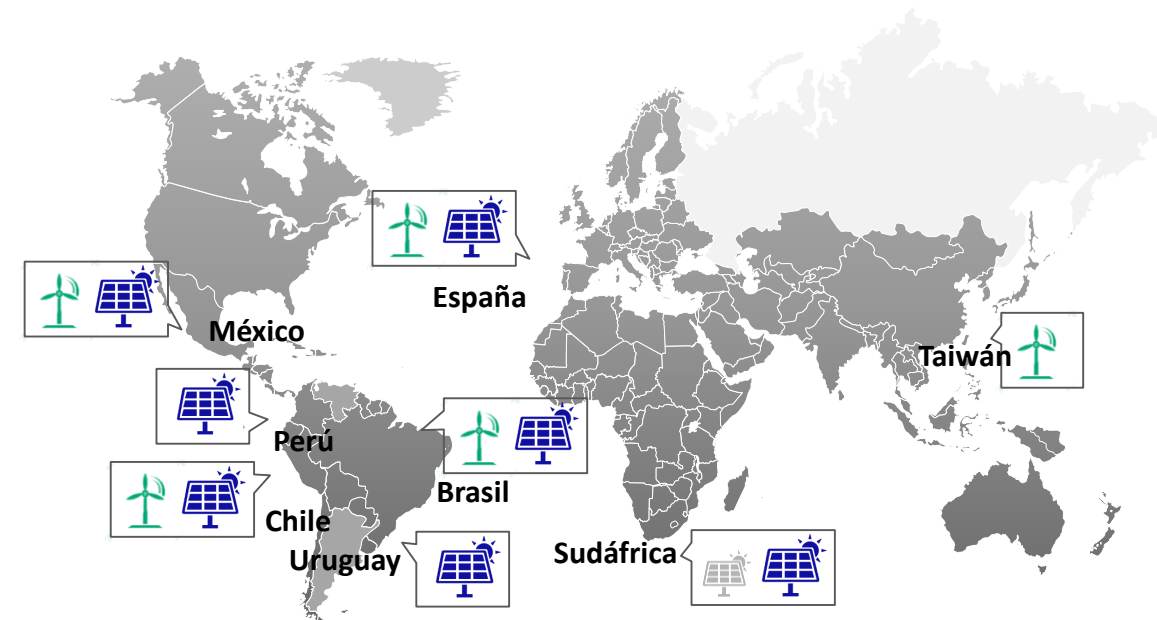 España
México
Taiwán
Perú
Brasil
Chile
Uruguay
Sudáfrica